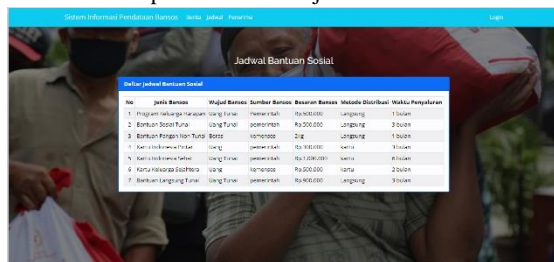 Sistem Informasi Pendataan Bansos Berita Jadwal Penerima Login
Jadwal Bantuan Sosial
Daftar Jadwal Bantuan Sosial
No Jenis Bansos Wujud Bansos Sumber Bansos Besaran Bansos Metode Distribusi Waktu Penyaluran
1 Program Keluarga Harapan Uang Tunai Pemerintah Rp.500.000 Langsung 1 bulan
2 Bantuan Sosial Tunai Uang Tunai pemerintah Rp.500.000 Langsung 3 bulan
3 Bantuan Pangan Non Tunai Beras kemensos Langsung 1 bulan
4 Kartu Indonesia Pintar Uang pemerintah Rp.300.000 kartu 3 bulan
5 Kartu Indonesia Sehat Uang Tunai pemerintah Rp.1.000.000 kartu 6 bulan
6 Kartu Keluarga Sejahtera Uang kemensos Rp.500.000 kartu 2 bulan
7 Bantuan Langsung Tunai Uang Tunai pemerintah Rp.900.000 Langsung 3 bulan